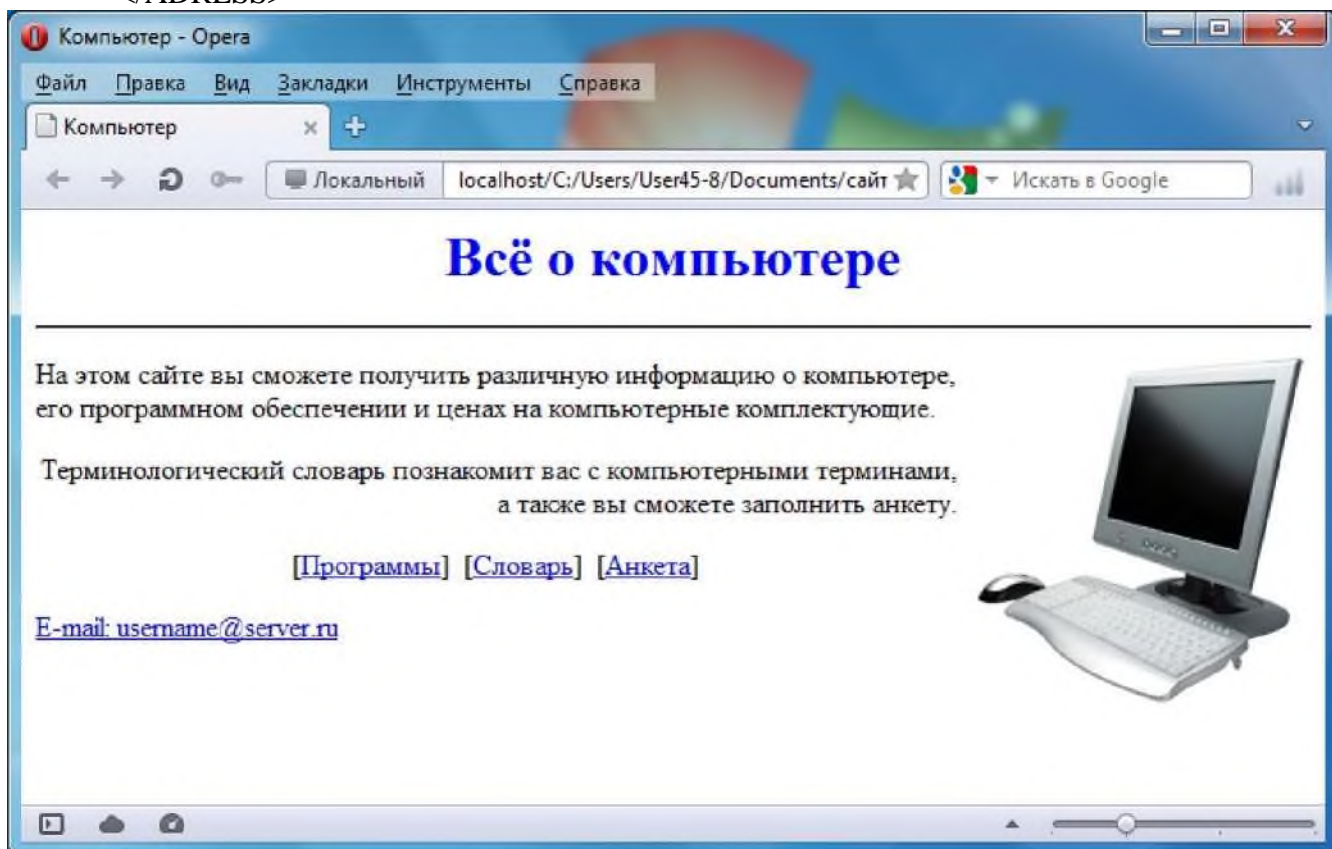 </ADRESS>
Компьютер - Opera
Файл Правка Вид Закладки Инструменты Справка
Компьютер
Локальный localhost/C:/Users/User45-8/Documents/сайт Искать в Google
Всё о компьютере
На этом сайте вы сможете получить различную информацию о компьютере,
его программном обеспечении и ценах на компьютерные комплектующие.
Терминологический словарь познакомит вас с компьютерными терминами,
а также вы сможете заполнить анкету.
[Программы] [Словарь] [Анкета]
E-mail: username@server.ru